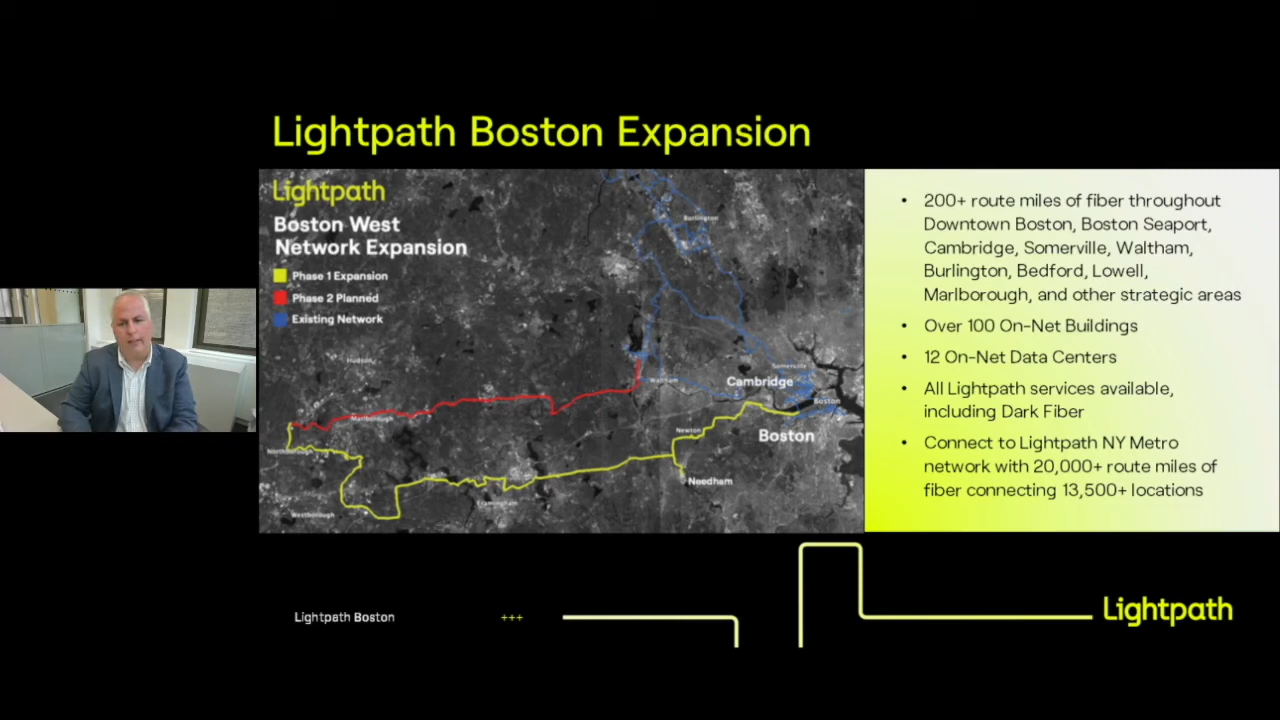 Lightpath Boston Expansion
Lightpath
Boston West
Network Expansion
Phase 1 Expansion
Phase 2 Planned
Existing Network
Burlington
Hudson
Somerville
Waltham
Cambridge
Boston
Marlborough
Newton
Boston
Northborough
Needham
Framingham
Westborough
• 200+ route miles of fiber throughout
Downtown Boston, Boston Seaport,
Cambridge, Somerville, Waltham,
Burlington, Bedford, Lowell,
Marlborough, and other strategic areas
• Over 100 On-Net Buildings
• 12 On-Net Data Centers
• All Lightpath services available,
including Dark Fiber
• Connect to Lightpath NY Metro
network with 20,000+ route miles of
fiber connecting 13,500+ locations
Lightpath Boston
+++
Lightpath